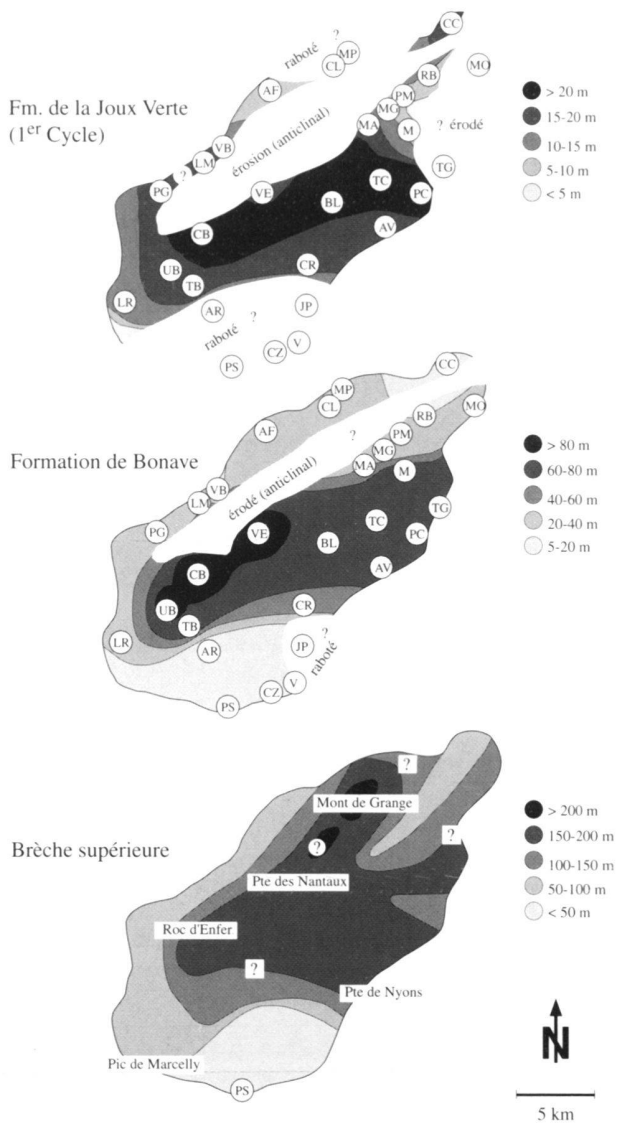 CC
?
MP
raboté
CL
MO
RB
AF
PM
> 20 m
Fm. de la Joux Verte
MG
15-20 m
(1er Cycle)
MA
M
? érodé
érosion (anticlinal)
10-15 m
VB
LM
5-10 m
TG
?
< 5 m
PG
VE
TC
BL
PC
CB
AV
UB
CR
TB
LR
AR
JP
raboté ?
V
CZ
PS
CC
MP
CL
MO
RB
AF
?
PM
MG
> 80 m
Formation de Bonave
MA
M
60-80 m
érodé (anticlinal)
VB
40-60 m
LM
TG
20-40 m
PG
TC
5-20 m
VE
PC
BL
AV
CB
UB
CR
TB
?
LR
AR
JP
raboté
V
CZ
PS
?
Mont de Grange
> 200 m
?
150-200 m
Brèche supérieure
?
100-150 m
Pte des Nantaux
50-100 m
< 50 m
Roc d'Enfer
?
Pte de Nyons
N
Pic de Marcelly
PS
5 km